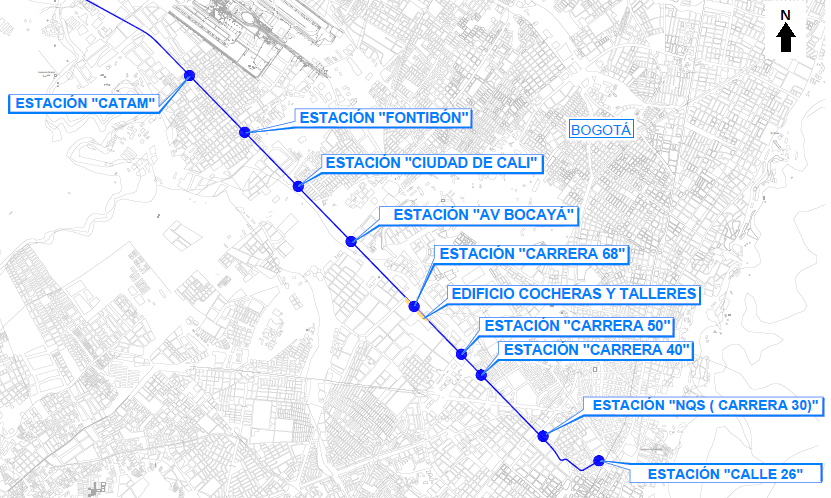 N
ESTACIÓN "CATAM"
ESTACIÓN "FONTIBÓN"
BOGOTÁ
ESTACIÓN "CIUDAD DE CALI"
ESTACIÓN "AV BOCAYÁ"
ESTACIÓN "CARRERA 68"
EDIFICIO COCHERAS Y TALLERES
ESTACIÓN "CARRERA 50"
ESTACIÓN "CARRERA 40"
ESTACIÓN "NQS ( CARRERA 30)"
ESTACIÓN "CALLE 26"